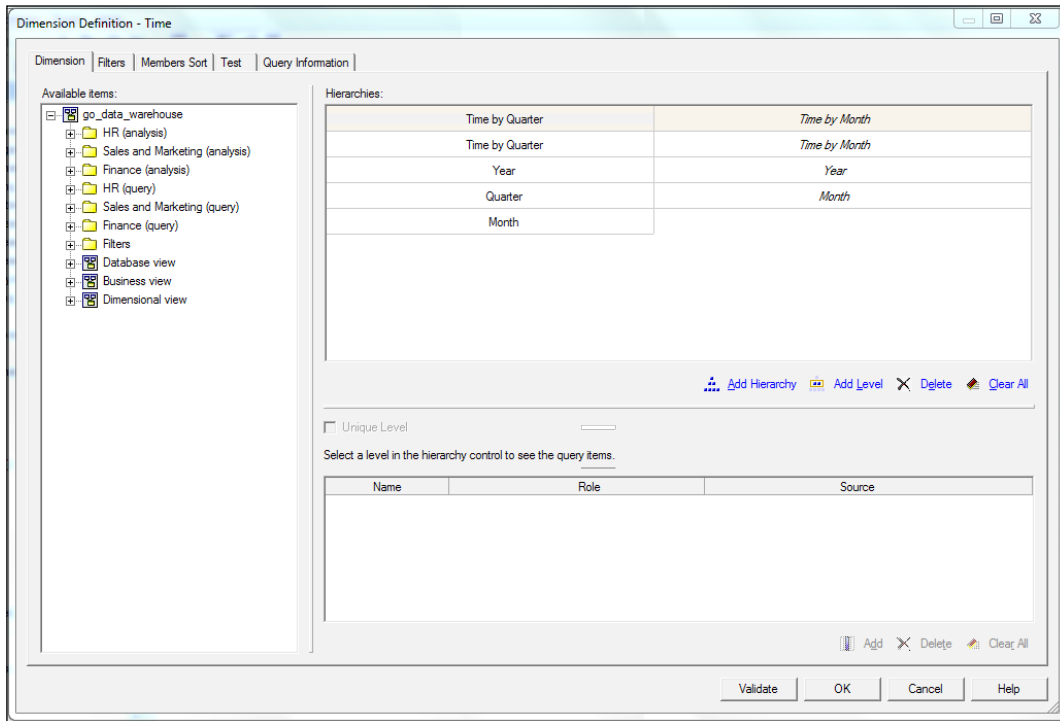 Dimension Definition - Time
Dimension Filters Members Sort Test Query Information
Available items:
go_data_warehouse
HR (analysis)
Sales and Marketing (analysis)
Finance (analysis)
HR (query)
Sales and Marketing (query)
Finance (query)
Filters
Database view
Business view
Dimensional view
Hierarchies:
Time by Quarter Time by Month
Time by Quarter Time by Month
Year Year
Quarter Month
Month
Add Hierarchy Add Level Delete Clear All
Unique Level
Select a level in the hierarchy control to see the query items.
Name Role Source
Add Delete Clear All
Validate OK Cancel Help